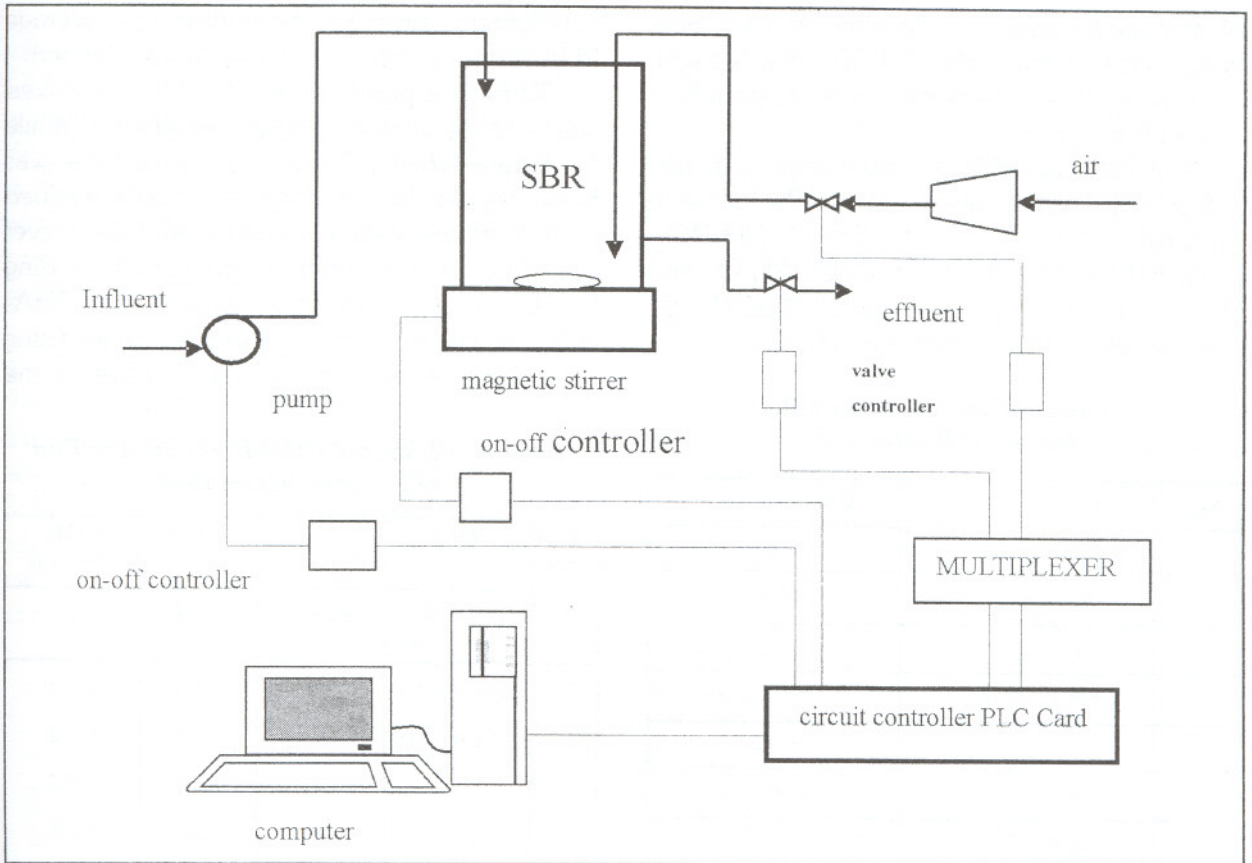 SBR
air
Influent
effluent
magnetic stirrer
valve
controller
pump
on-off controller
on-off controller
MULTIPLEXER
circuit controller PLC Card
computer